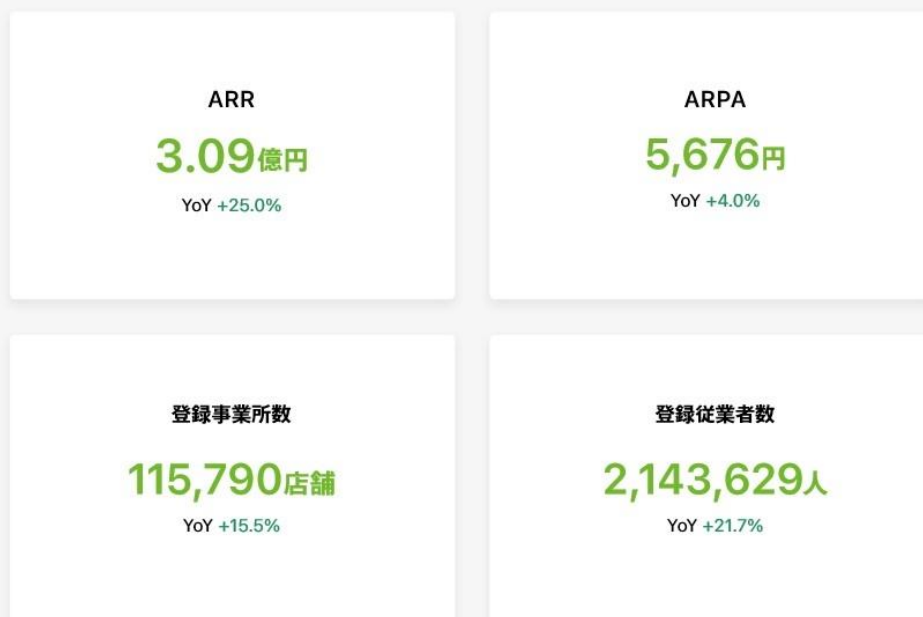 ARR
3.09億円
YoY +25.0%
ARPA
5,676円
YoY +4.0%
登録事業所数
115,790店舗
YoY +15.5%
登録従業者数
2,143,629人
YoY +21.7%